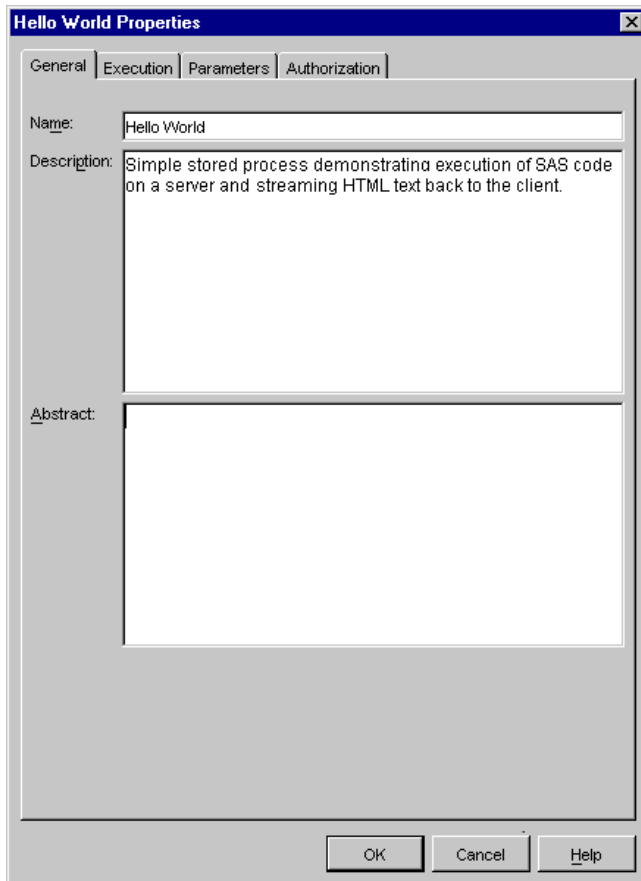 Hello World Properties
General Execution Parameters Authorization
Name: Hello World
Description: Simple stored process demonstrating execution of SAS code
on a server and streaming HTML text back to the client.
Abstract:
OK Cancel Help